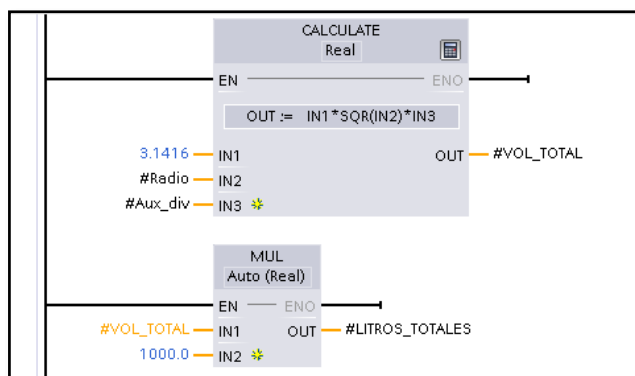 CALCULATE
Real
EN ENO
OUT := IN1*SQR(IN2)*IN3
3.1416 IN1 OUT #VOL_TOTAL
#Radio IN2
#Aux_div IN3
MUL
Auto (Real)
EN ENO
#VOL_TOTAL IN1 OUT #LITROS_TOTALES
1000.0 IN2